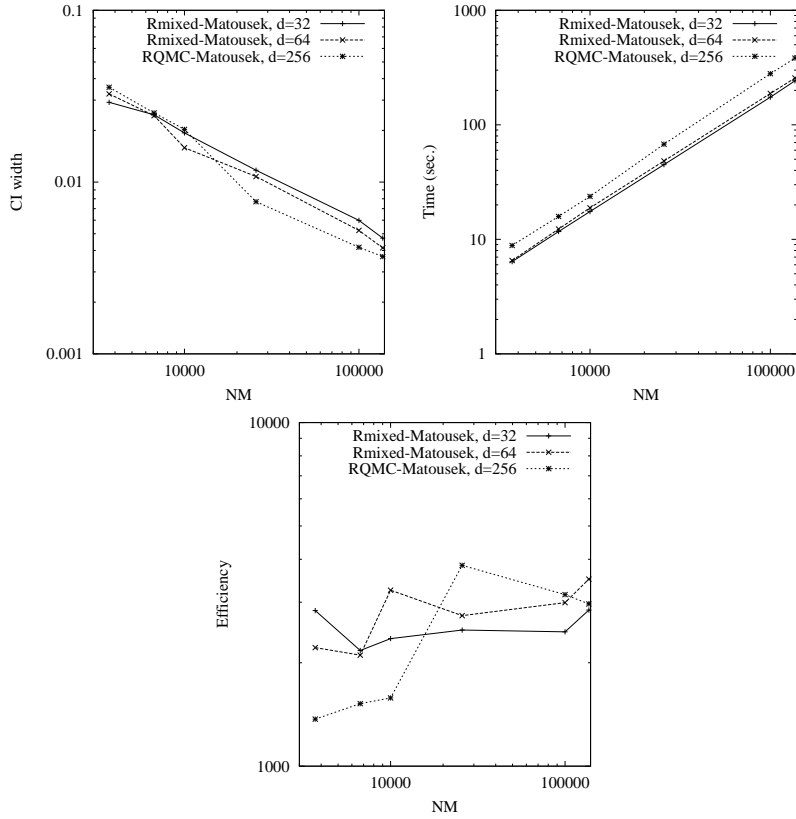 0.1
0.01
0.001
CI width
10000
100000
NM
Rmixed-Matousek, d=32
Rmixed-Matousek, d=64
RQMC-Matousek, d=256
1000
100
10
1
Time (sec.)
10000
100000
NM
Rmixed-Matousek, d=32
Rmixed-Matousek, d=64
RQMC-Matousek, d=256
10000
1000
Efficiency
10000
100000
NM
Rmixed-Matousek, d=32
Rmixed-Matousek, d=64
RQMC-Matousek, d=256